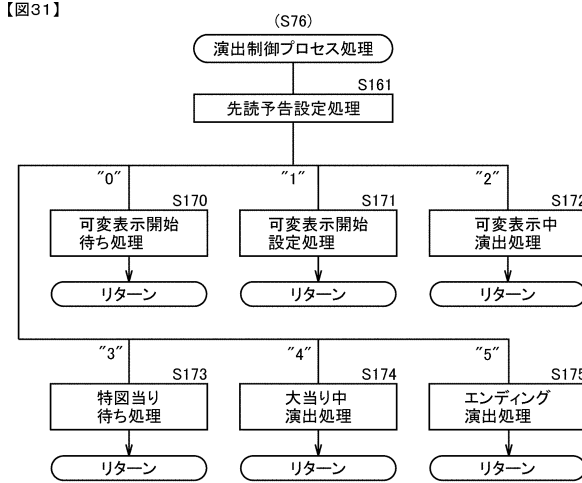 【図31】
(S76)
演出制御プロセス処理
S161
先読予告設定処理
"0"
"1"
"2"
S170
S171
S172
可変表示開始
待ち処理
可変表示開始
設定処理
可変表示中
演出処理
リターン
リターン
リターン
"3"
"4"
"5"
S173
S174
S175
特図当り
待ち処理
大当り中
演出処理
エンディング
演出処理
リターン
リターン
リターン